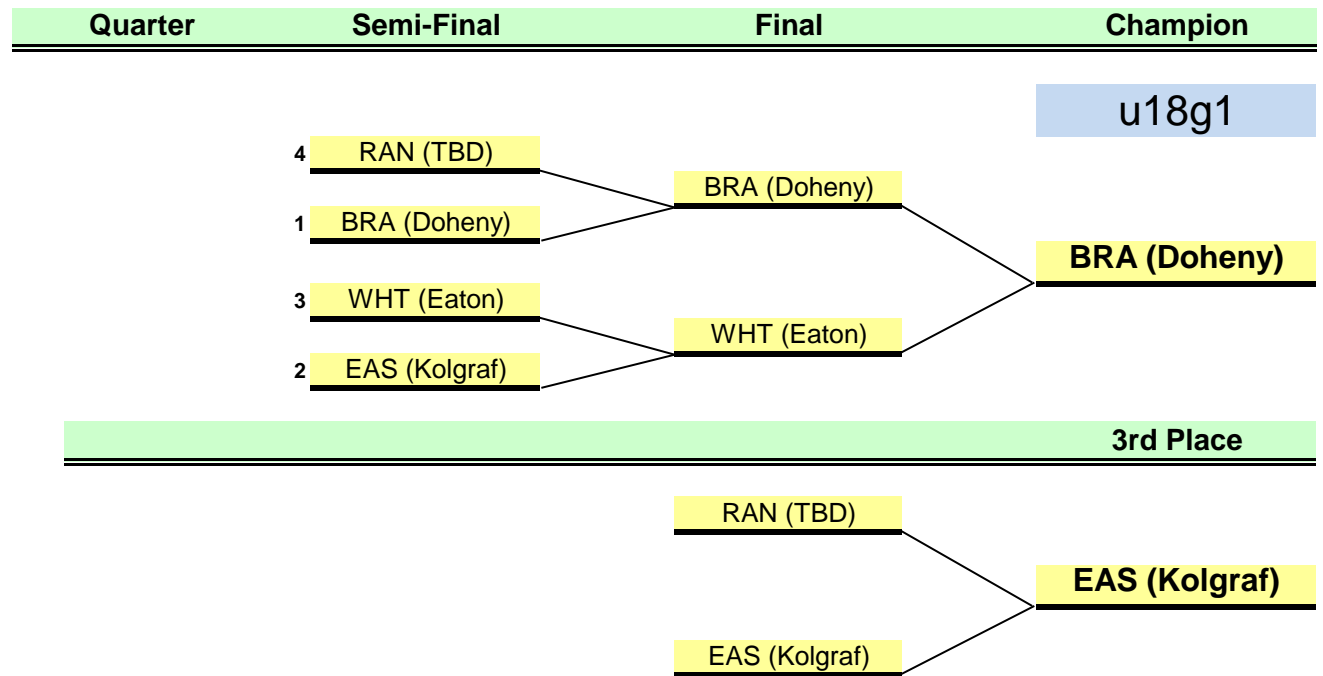 Quarter Semi-Final Final Champion
u18g1
4 RAN (TBD)
BRA (Doheny)
1 BRA (Doheny)
BRA (Doheny)
3 WHT (Eaton)
WHT (Eaton)
2 EAS (Kolgraf)
3rd Place
RAN (TBD)
EAS (Kolgraf)
EAS (Kolgraf)